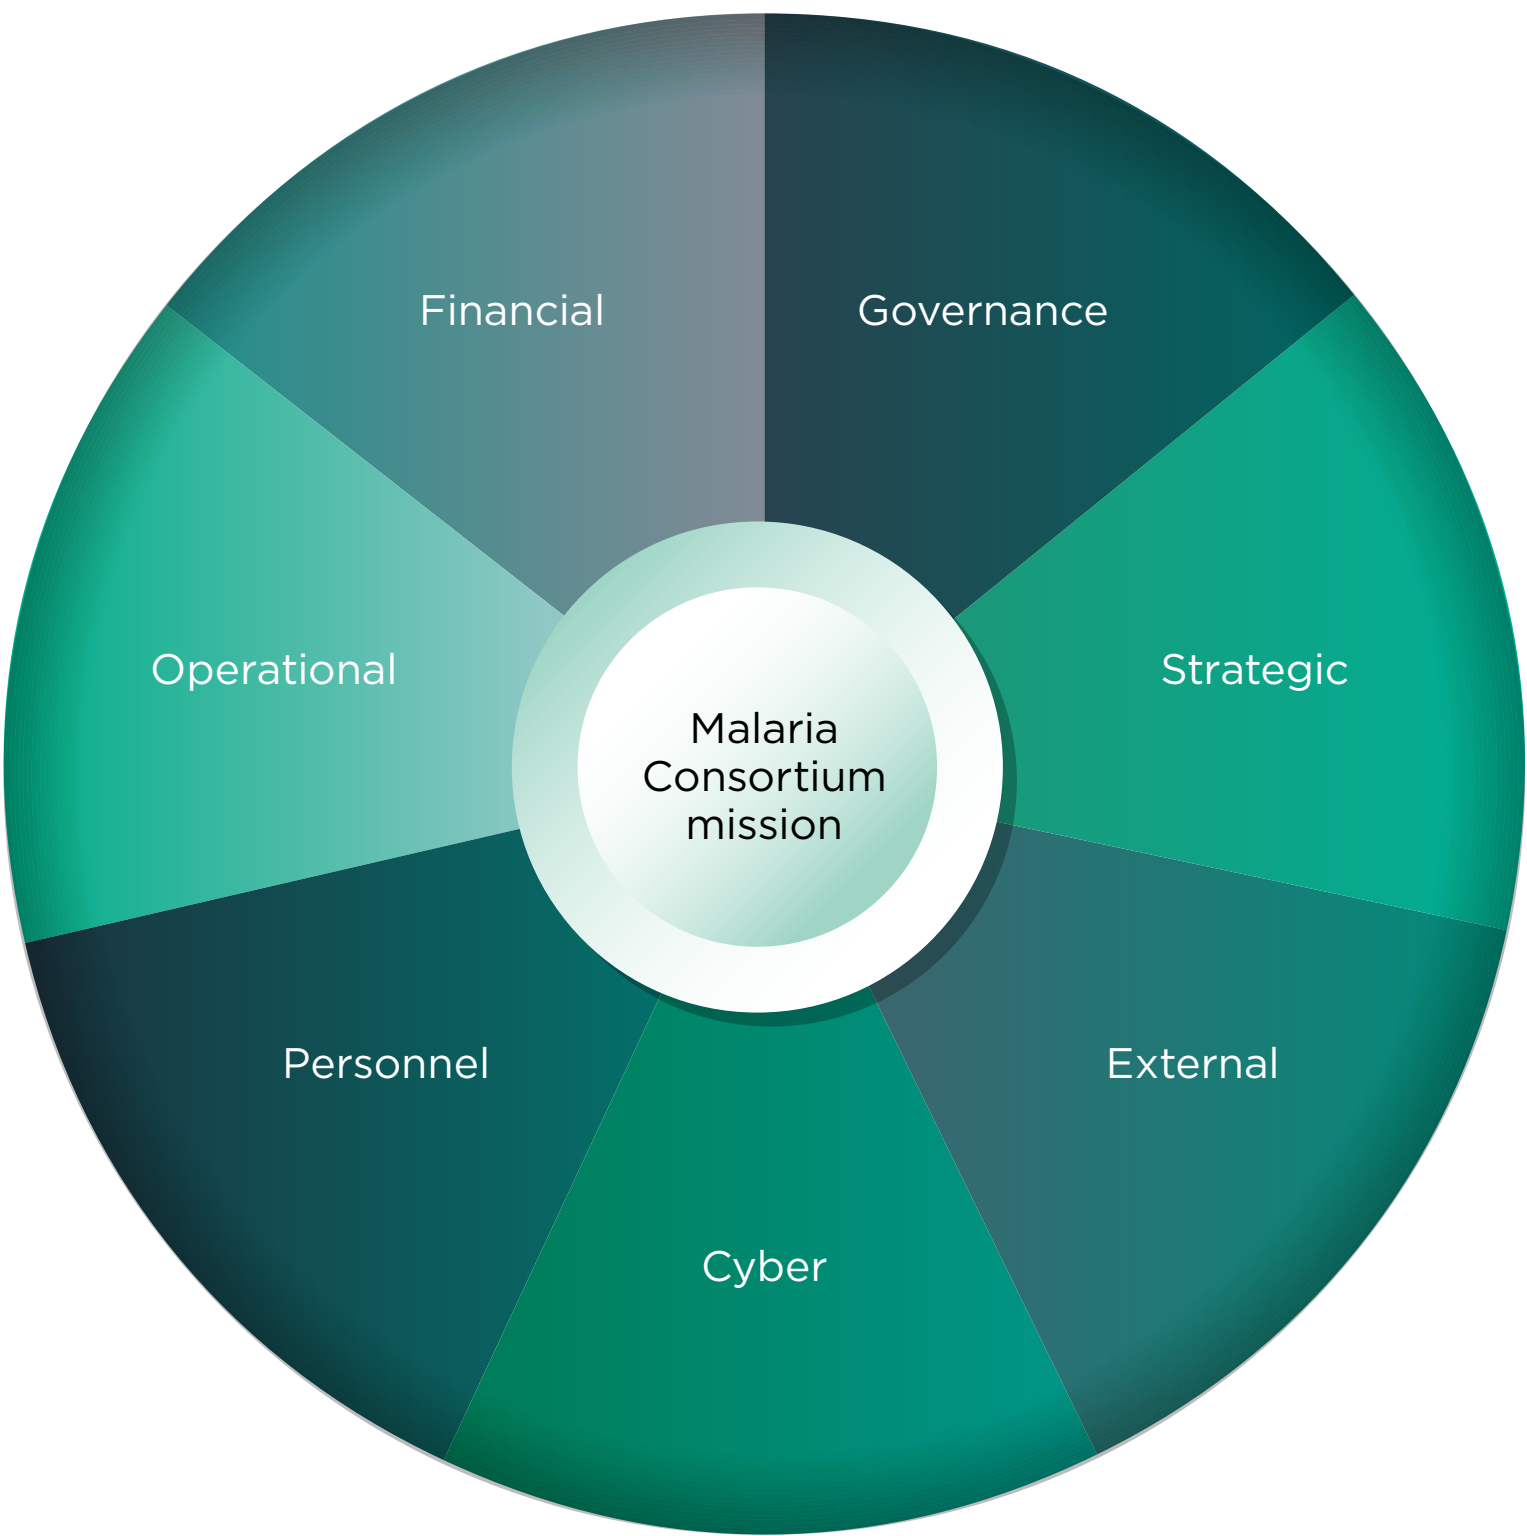 Financial
Governance
Operational
Strategic
Malaria
Consortium
mission
Personnel
External
Cyber